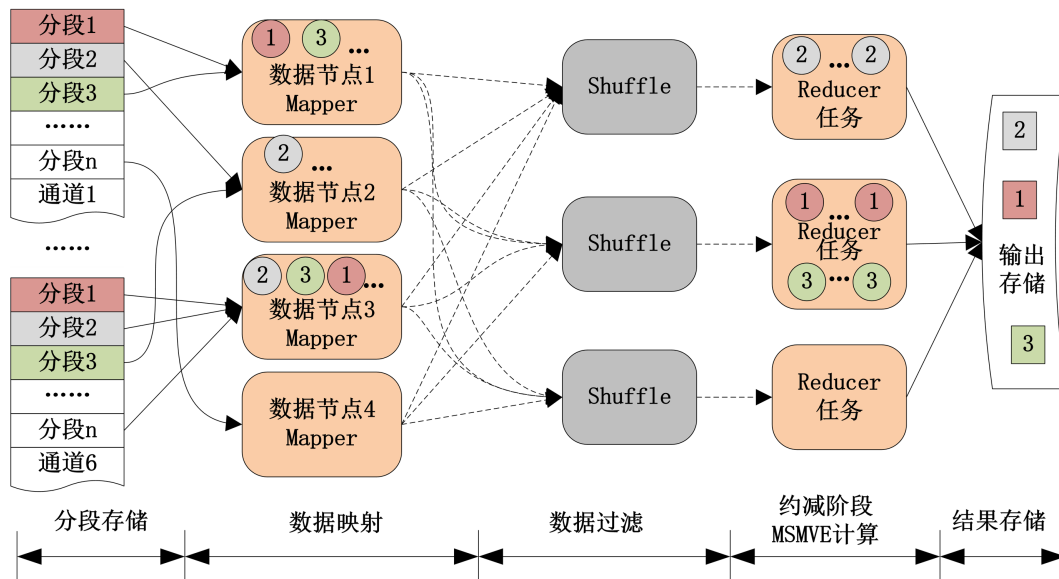 分段1
分段2
分段3
……
分段n
通道1
……
分段1
分段2
分段3
……
分段n
通道6
1 3 ...
数据节点1
Mapper
2 ...
数据节点2
Mapper
2 3 1 ...
数据节点3
Mapper
数据节点4
Mapper
Shuffle
Shuffle
Shuffle
2 ... 2
Reducer
任务
1 ... 1
Reducer
任务
3 ... 3
Reducer
任务
2
1
输出
存储
3
分段存储
数据映射
数据过滤
约减阶段
MSMVE计算
结果存储